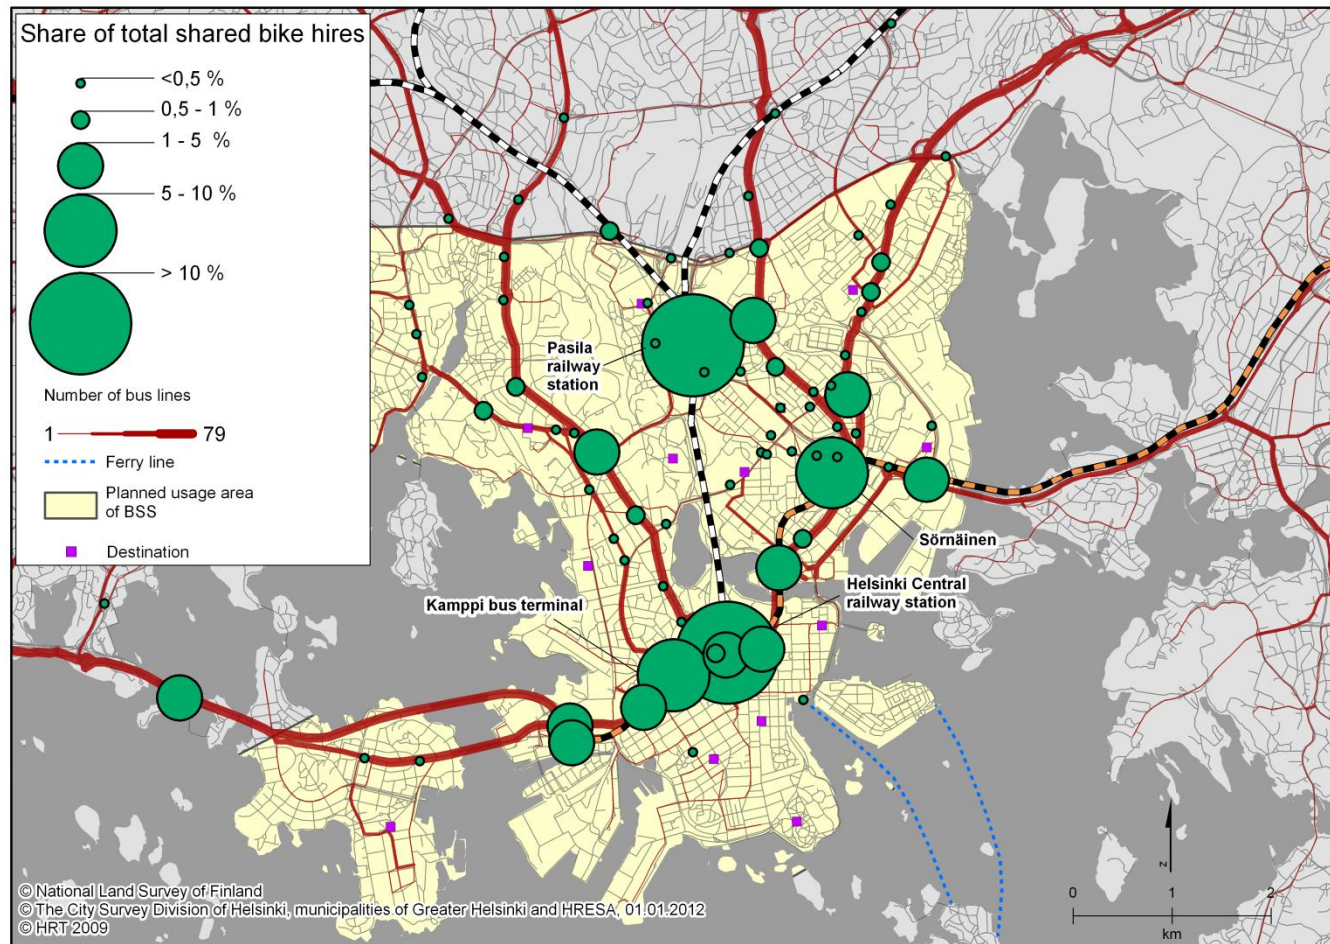 Share of total shared bike hires
<0,5 %
0,5 - 1 %
1 - 5 %
5 - 10 %
> 10 %
Number of bus lines
1 79
Ferry line
Planned usage area
of BSS
Destination
Pasila
railway
station
Sörnäinen
Helsinki Central
railway station
Kamppi bus terminal
© National Land Survey of Finland
© The City Survey Division of Helsinki, municipalities of Greater Helsinki and HRESA, 01.01.2012
© HRT 2009
z
0 1 2
km